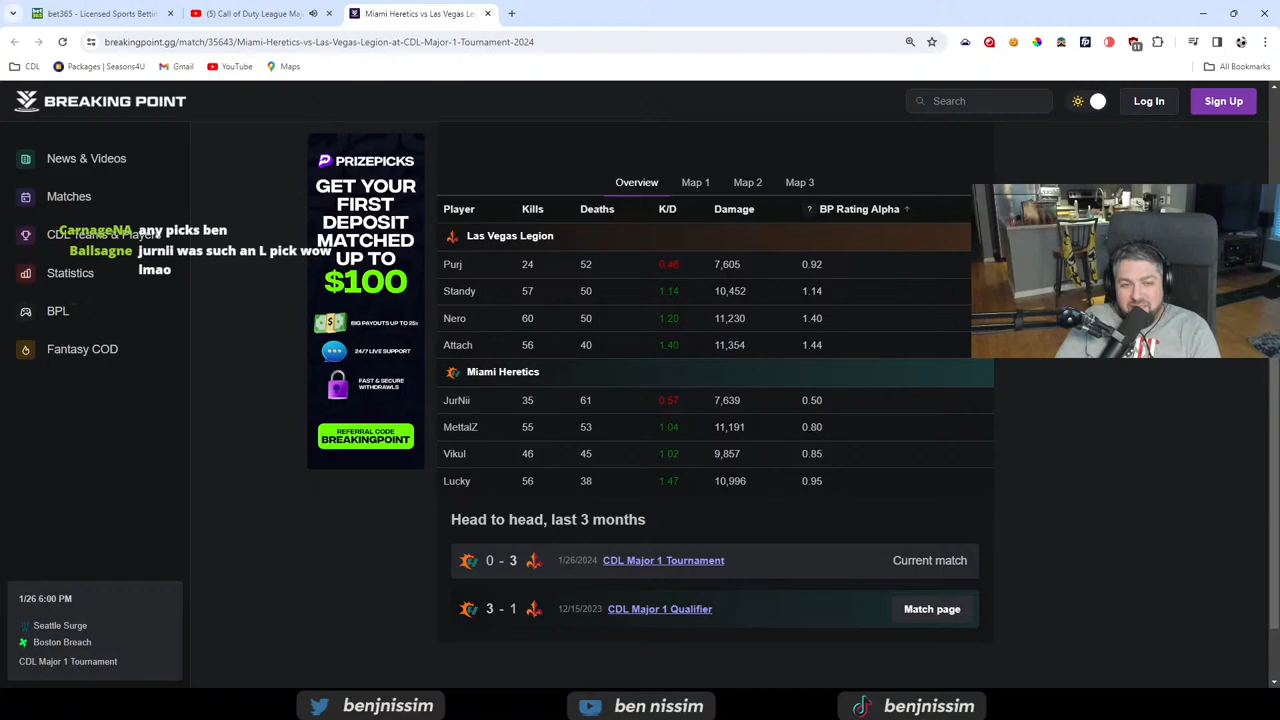 bet365 - Licensed Sports Bettin
(5) Call of Duty League Maj
Miami Heretics vs Las Vegas Le
breakingpoint.gg/match/35643/Miami-Heretics-vs-Las-Vegas-Legion-at-CDL-Major-1-Tournament-2024
CDL
Packages | Seasons4U
Gmail
YouTube
Maps
11
All Bookmarks
BREAKING POINT
Search
Log In
Sign Up
News & Videos
Matches
CDL Teams & Players
Statistics
BPL
Fantasy COD
CarnageNA any picks ben
Ballsagne jurnii was such an L pick wow
lmao
PRIZEPICKS
GET YOUR
FIRST
DEPOSIT
MATCHED
UP TO
$100
BIG PAYOUTS UP TO 25x
24/7 LIVE SUPPORT
FAST & SECURE
WITHDRAWLS
REFERRAL CODE
BREAKINGPOINT
Overview Map 1 Map 2 Map 3
Player Kills Deaths K/D Damage ? BP Rating Alpha
Las Vegas Legion
Purj 24 52 0.46 7,605 0.92
Standy 57 50 1.14 10,452 1.14
Nero 60 50 1.20 11,230 1.40
Attach 56 40 1.40 11,354 1.44
Miami Heretics
JurNii 35 61 0.57 7,639 0.50
MettalZ 55 53 1.04 11,191 0.80
Vikul 46 45 1.02 9,857 0.85
Lucky 56 38 1.47 10,996 0.95
Head to head, last 3 months
0 - 3 1/26/2024 CDL Major 1 Tournament Current match
3 - 1 12/15/2023 CDL Major 1 Qualifier Match page
1/26 6:00 PM
Seattle Surge
Boston Breach
CDL Major 1 Tournament
benjnissim
ben nissim
benjnissim